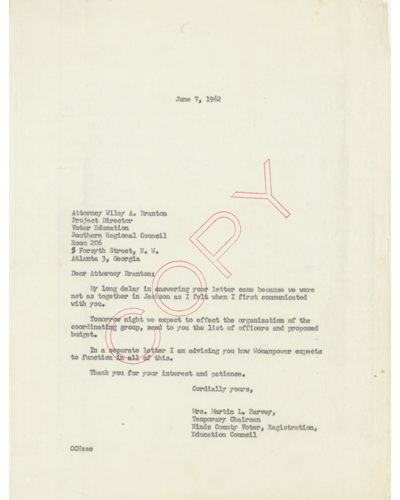 June 7, 1962
Attorney Wiley A. Branton
Project Director
Voter Education
Southern Regional Council
Room 206
5 Forsyth Street, N. W.
Atlanta 3, Georgia
Dear Attorney Branton:
My long delay in answering your letter came because we were
not as together in Jackson as I felt when I first communicated
with you.
Tomorrow night we expect to effect the organization of the
coordinating group, send to you the list of officers and proposed
budget.
In a separate letter I am advising you how Womanpower expects
to function in all of this.
Thank you for your interest and patience.
Cordially yours,
Mrs. Martin L. Harvey,
Temporary Chairman
Hinds County Voter, Registration,
Education Council
CCH:ec
COPY